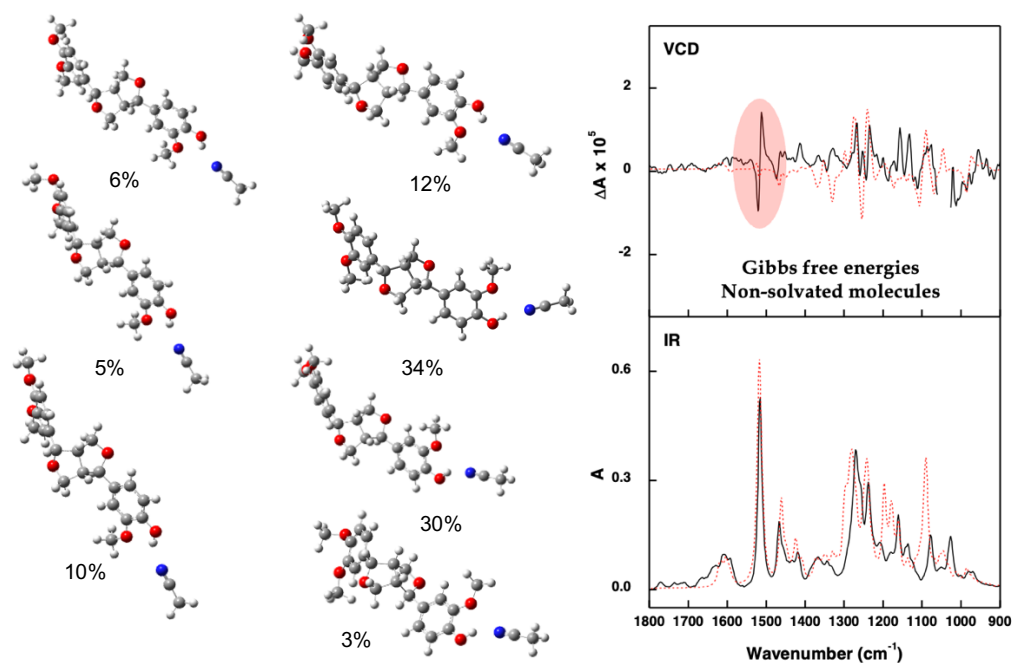 6%
12%
5%
34%
10%
30%
3%
VCD
2
0
-2
ΔA x 10⁵
Gibbs free energies
Non-solvated molecules
IR
0.6
0.3
0.0
A
1800 1700 1600 1500 1400 1300 1200 1100 1000 900
Wavenumber (cm⁻¹)